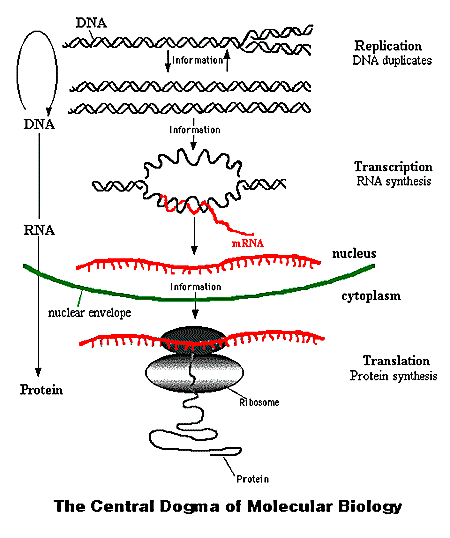 DNA
Replication
DNA duplicates
Information
DNA
Information
Transcription
RNA synthesis
RNA
mRNA
nucleus
Information
cytoplasm
nuclear envelope
Translation
Protein synthesis
Protein
Ribosome
Protein
The Central Dogma of Molecular Biology